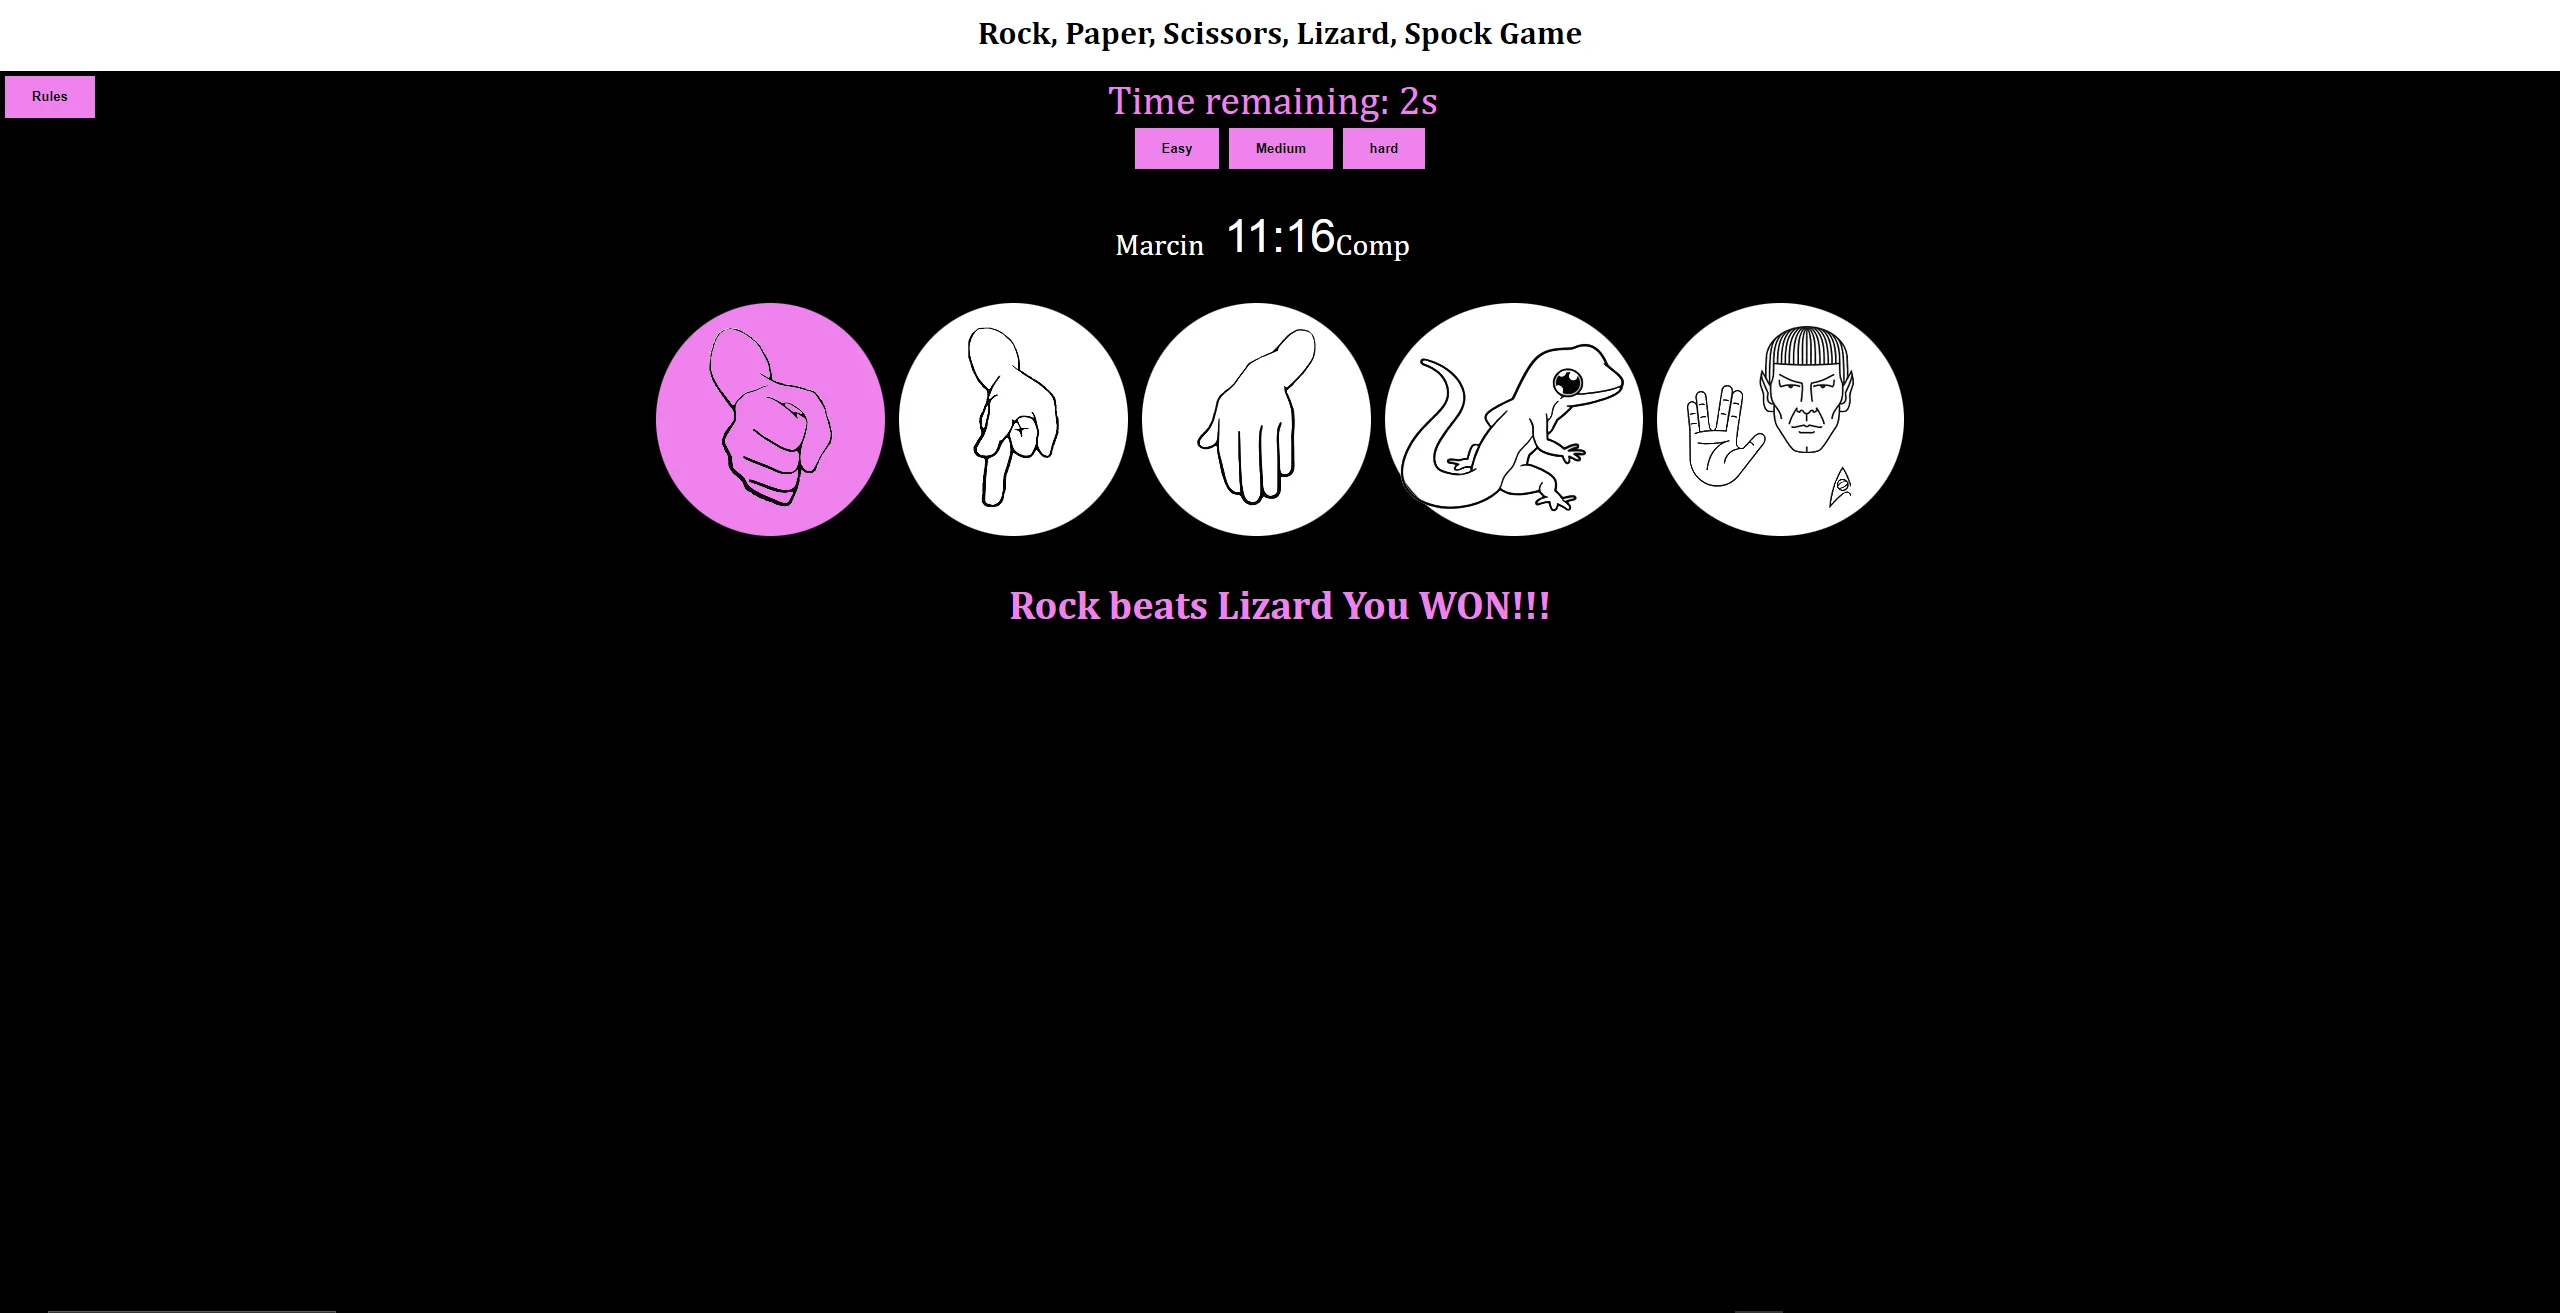 Rock, Paper, Scissors, Lizard, Spock Game
Rules
Time remaining: 2s
Easy Medium hard
Marcin 11:16Comp
Rock beats Lizard You WON!!!